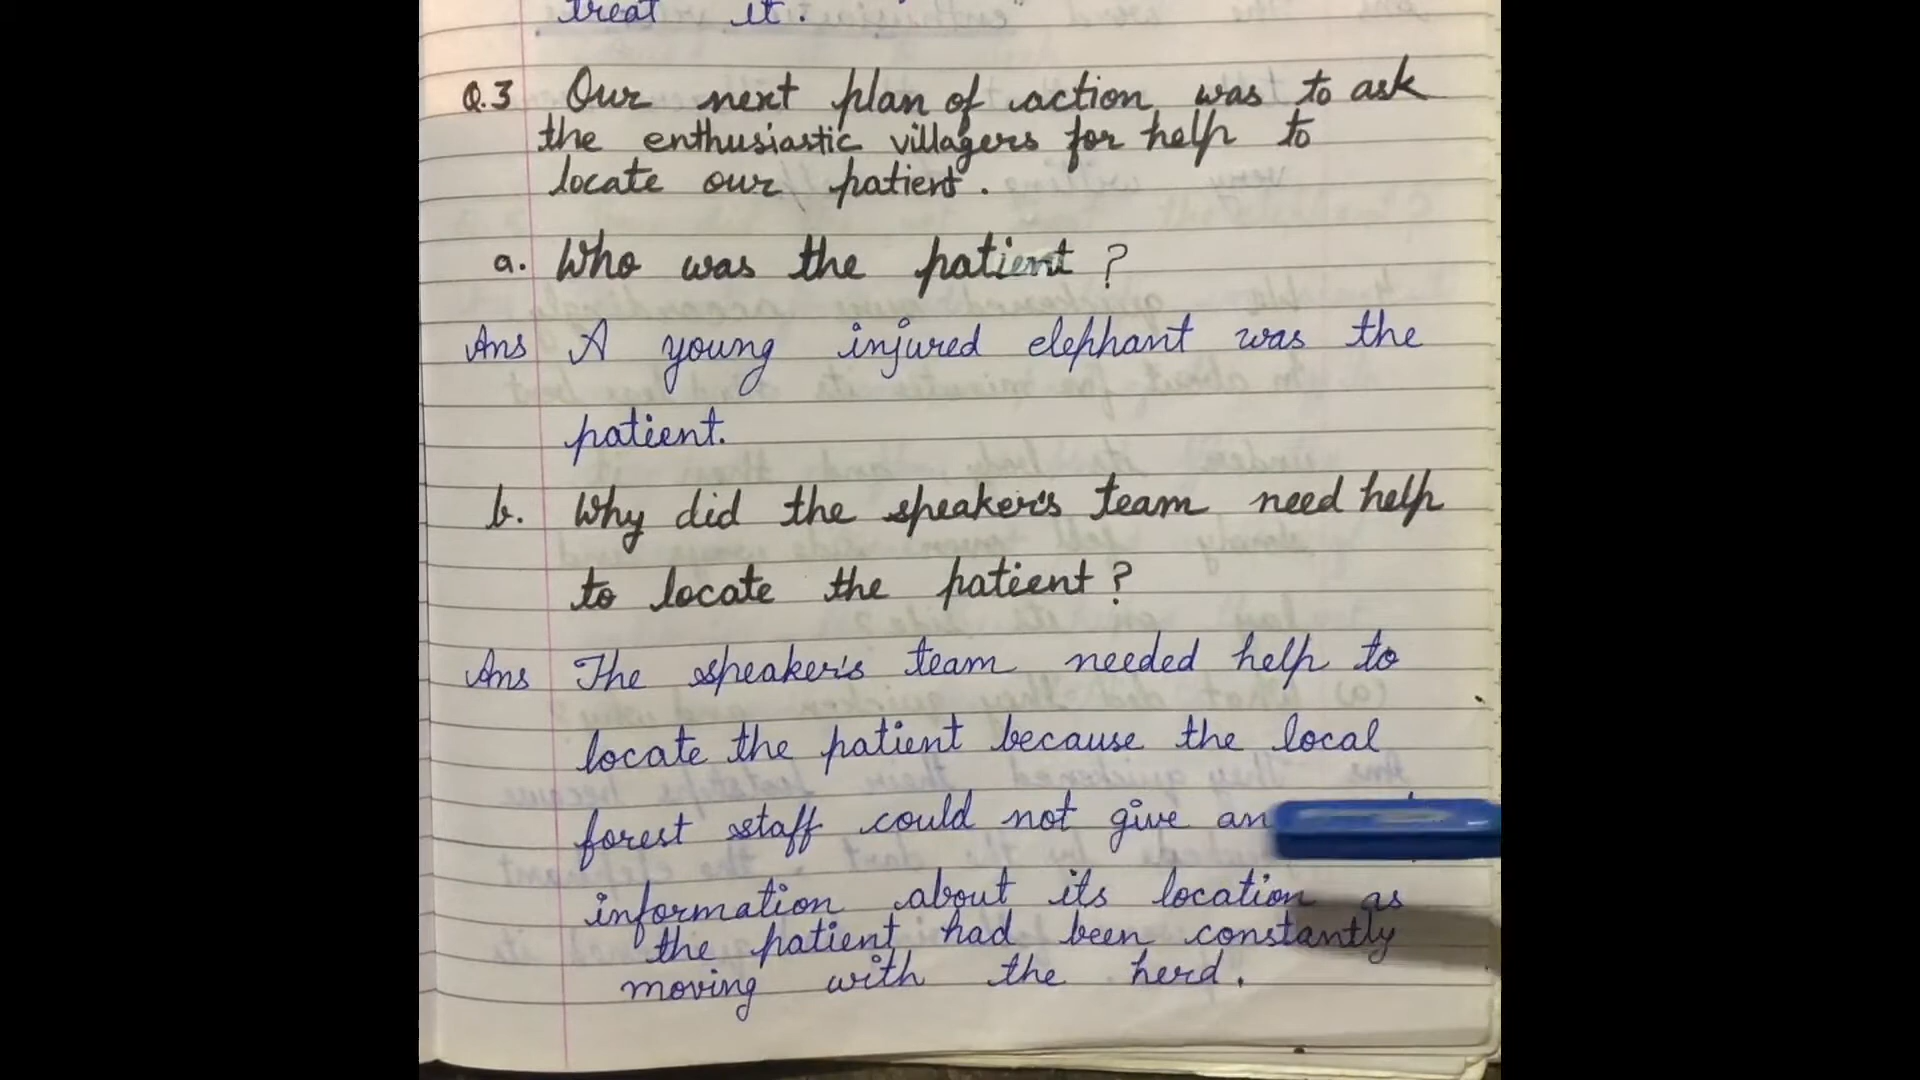 treat it.
Q.3 Our next plan of action was to ask
the enthusiastic villagers for help to
locate our patient.
a. Who was the patient?
Ans A young injured elephant was the
patient.
b. Why did the speaker's team need help
to locate the patient?
Ans The speaker's team needed help to
locate the patient because the local
forest staff could not give an
information about its location as
the patient had been constantly
moving with the herd.